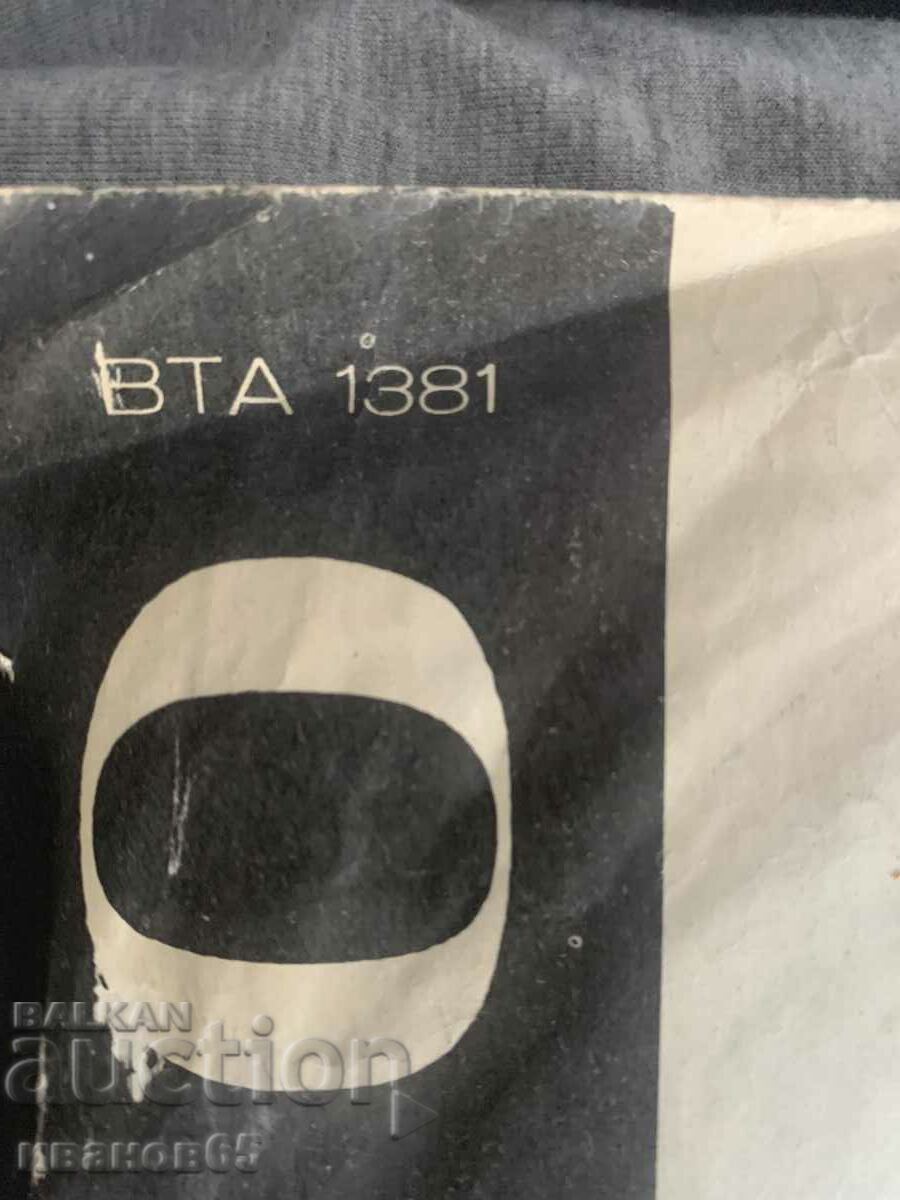 ВТА 1381
BALKAN
auction
иванов65